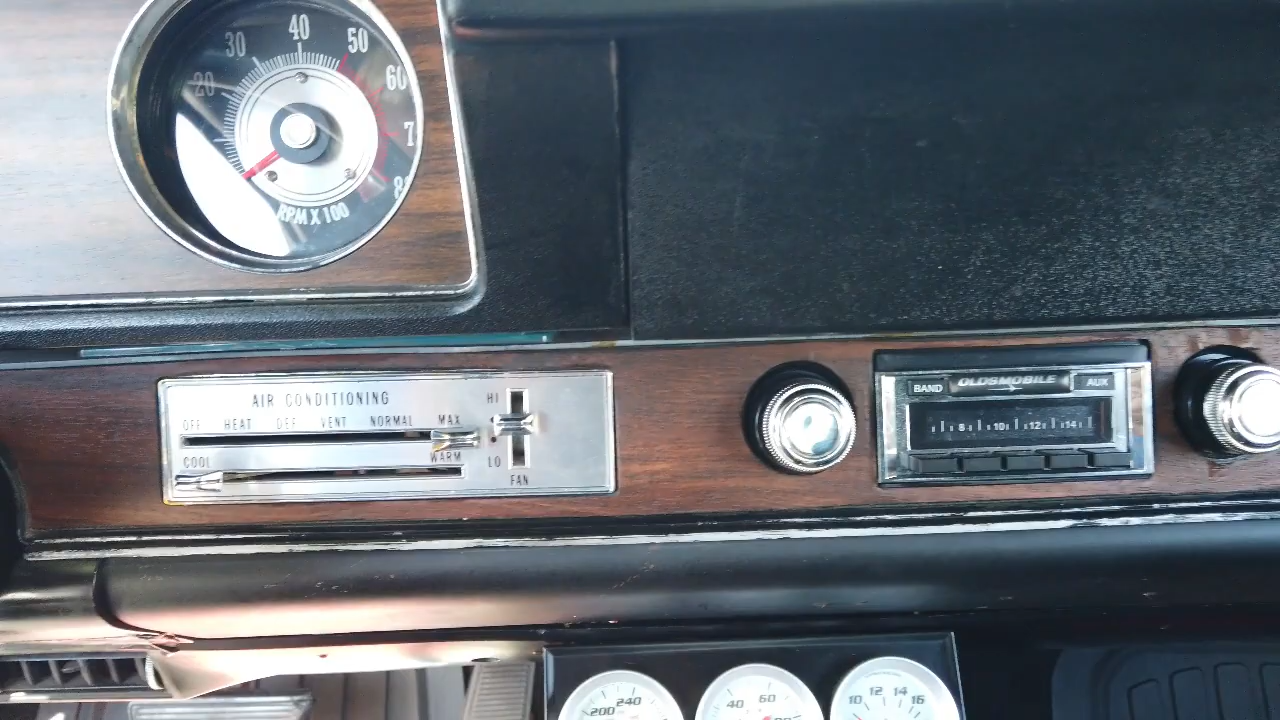 20 30 40 50 60 7
RPM X 100
AIR CONDITIONING
OFF HEAT DEF VENT NORMAL MAX
COOL WARM
HI
LO
FAN
BAND OLDSMOBILE AUX
8 10 12 14
200 240
40 60
10 12 14 16